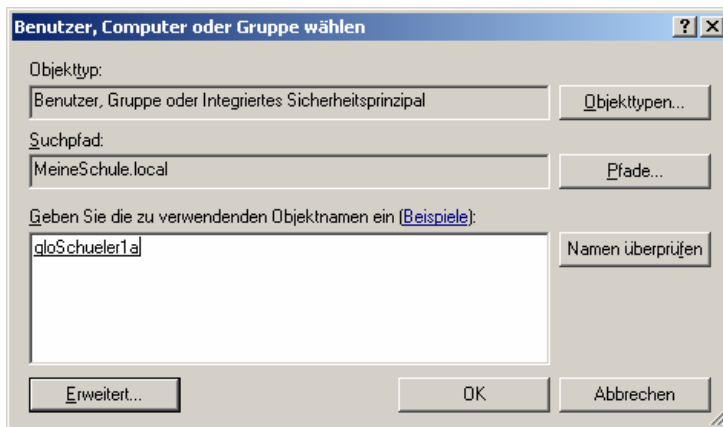 Benutzer, Computer oder Gruppe wählen
Objekttyp:
Benutzer, Gruppe oder Integriertes Sicherheitsprinzipal
Objekttypen...
Suchpfad:
MeineSchule.local
Pfade...
Geben Sie die zu verwendenden Objektnamen ein (Beispiele):
gloSchueler1a
Namen überprüfen
Erweitert...
OK
Abbrechen